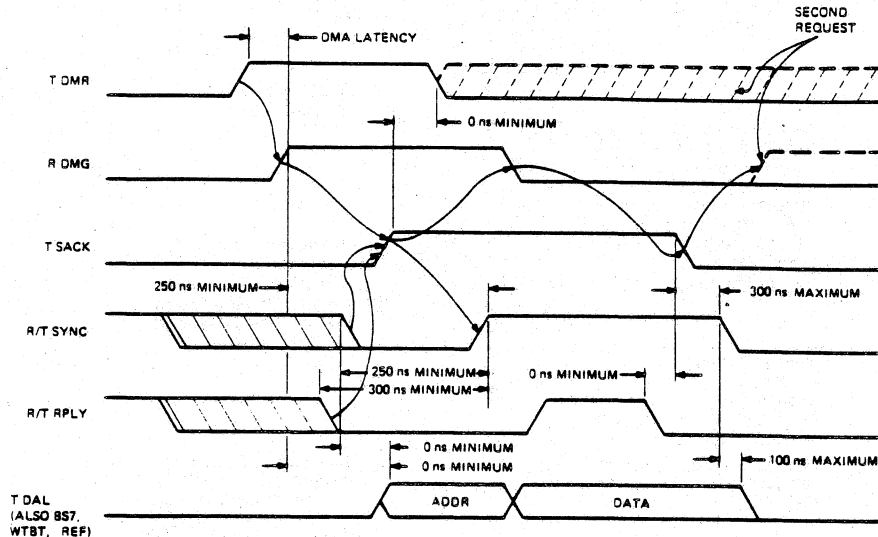 SECOND
REQUEST
DMA LATENCY
T DMR
0 ns MINIMUM
R DMG
T SACK
250 ns MINIMUM
300 ns MAXIMUM
R/T SYNC
250 ns MINIMUM
0 ns MINIMUM
300 ns MINIMUM
R/T RPLY
0 ns MINIMUM
100 ns MAXIMUM
0 ns MINIMUM
T DAL
(ALSO BS7,
WTBT, REF)
ADDR
DATA